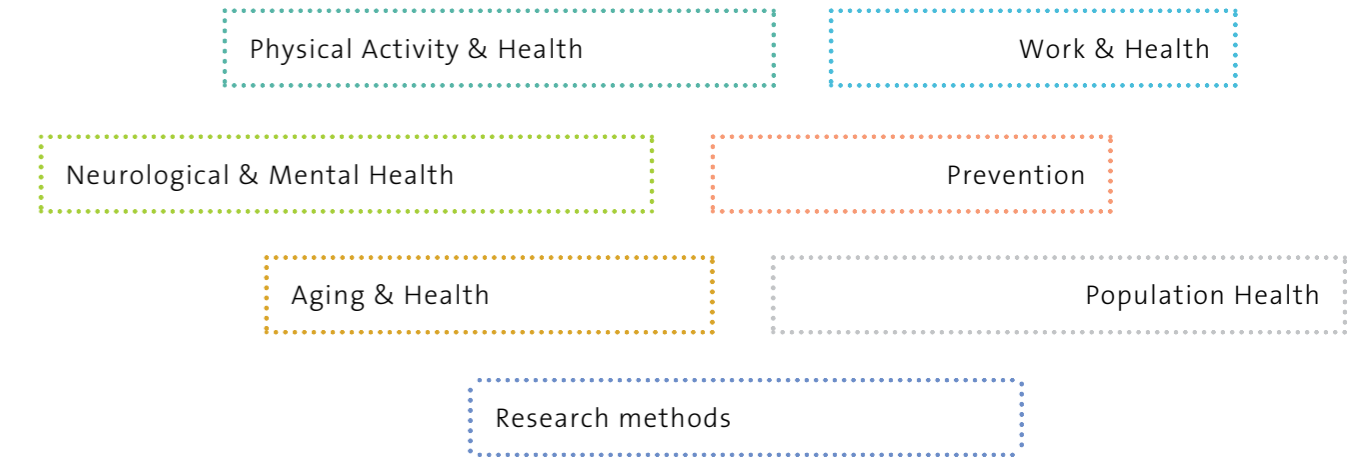 Physical Activity & Health
Work & Health
Neurological & Mental Health
Prevention
Aging & Health
Population Health
Research methods